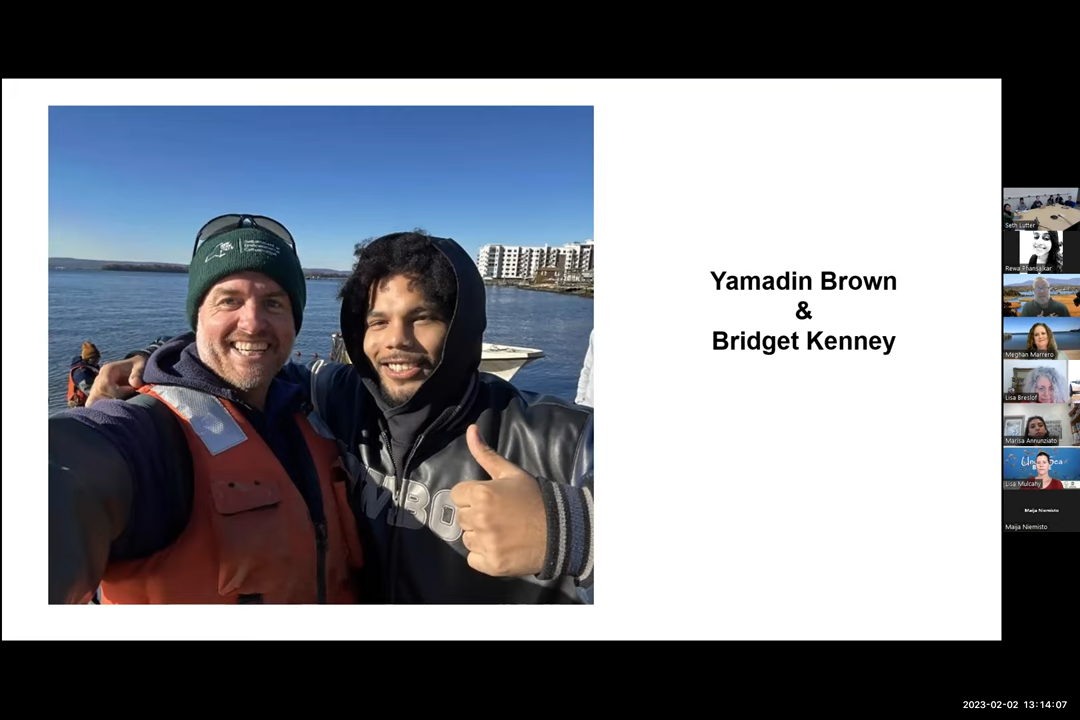 Yamadin Brown
&
Bridget Kenney
Seth Lutter
Rewa Phansalkar
Meghan Marrero
Lisa Breslof
Marisa Annunziato
Lisa Mulcahy
Maija Niemisto
Maija Niemisto
2023-02-02 13:14:07